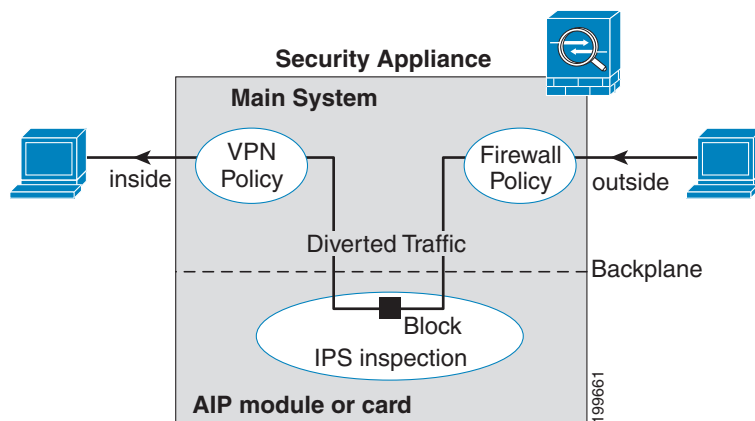 Security Appliance
Main System
VPN
Policy
Firewall
Policy
inside
outside
Diverted Traffic
Backplane
Block
IPS inspection
AIP module or card
199661